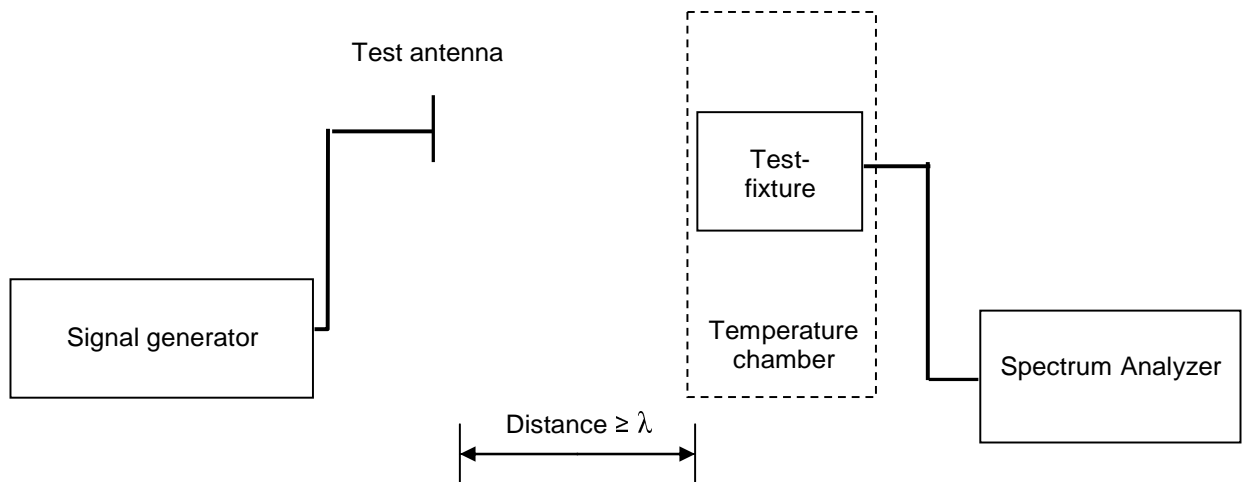 Test antenna
Test-
fixture
Signal generator
Temperature
chamber
Spectrum Analyzer
Distance ≥ λ